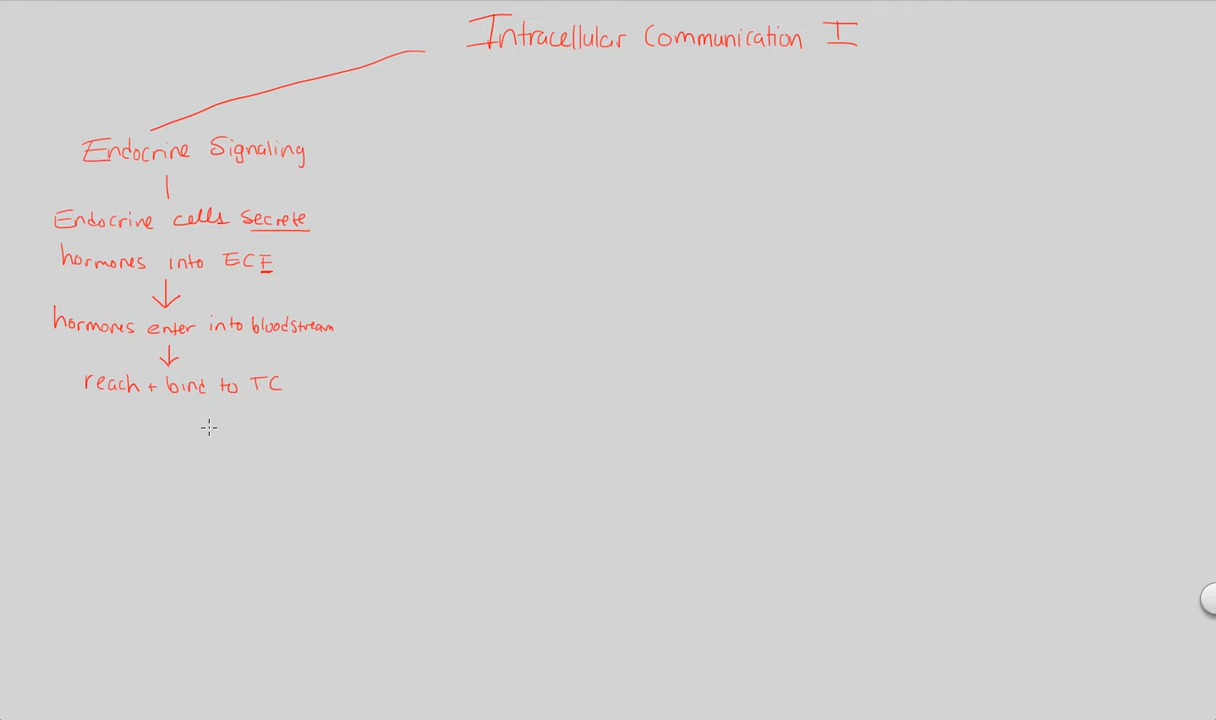 Intracellular Communication I
Endocrine Signaling
Endocrine cells secrete
hormones into ECF
hormones enter into bloodstream
reach + bind to TC